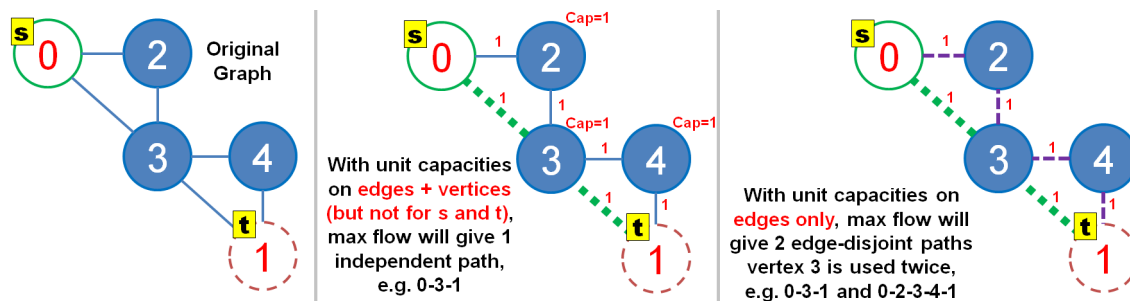 s
0
2
Original
Graph
3
4
t
1
s
0
1
2
Cap=1
1
1
3
Cap=1
1
4
Cap=1
1
1
t
1
With unit capacities
on edges + vertices
(but not for s and t),
max flow will give 1
independent path,
e.g. 0-3-1
s
0
1
2
1
1
3
1
4
1
1
t
1
With unit capacities on
edges only, max flow will
give 2 edge-disjoint paths
vertex 3 is used twice,
e.g. 0-3-1 and 0-2-3-4-1